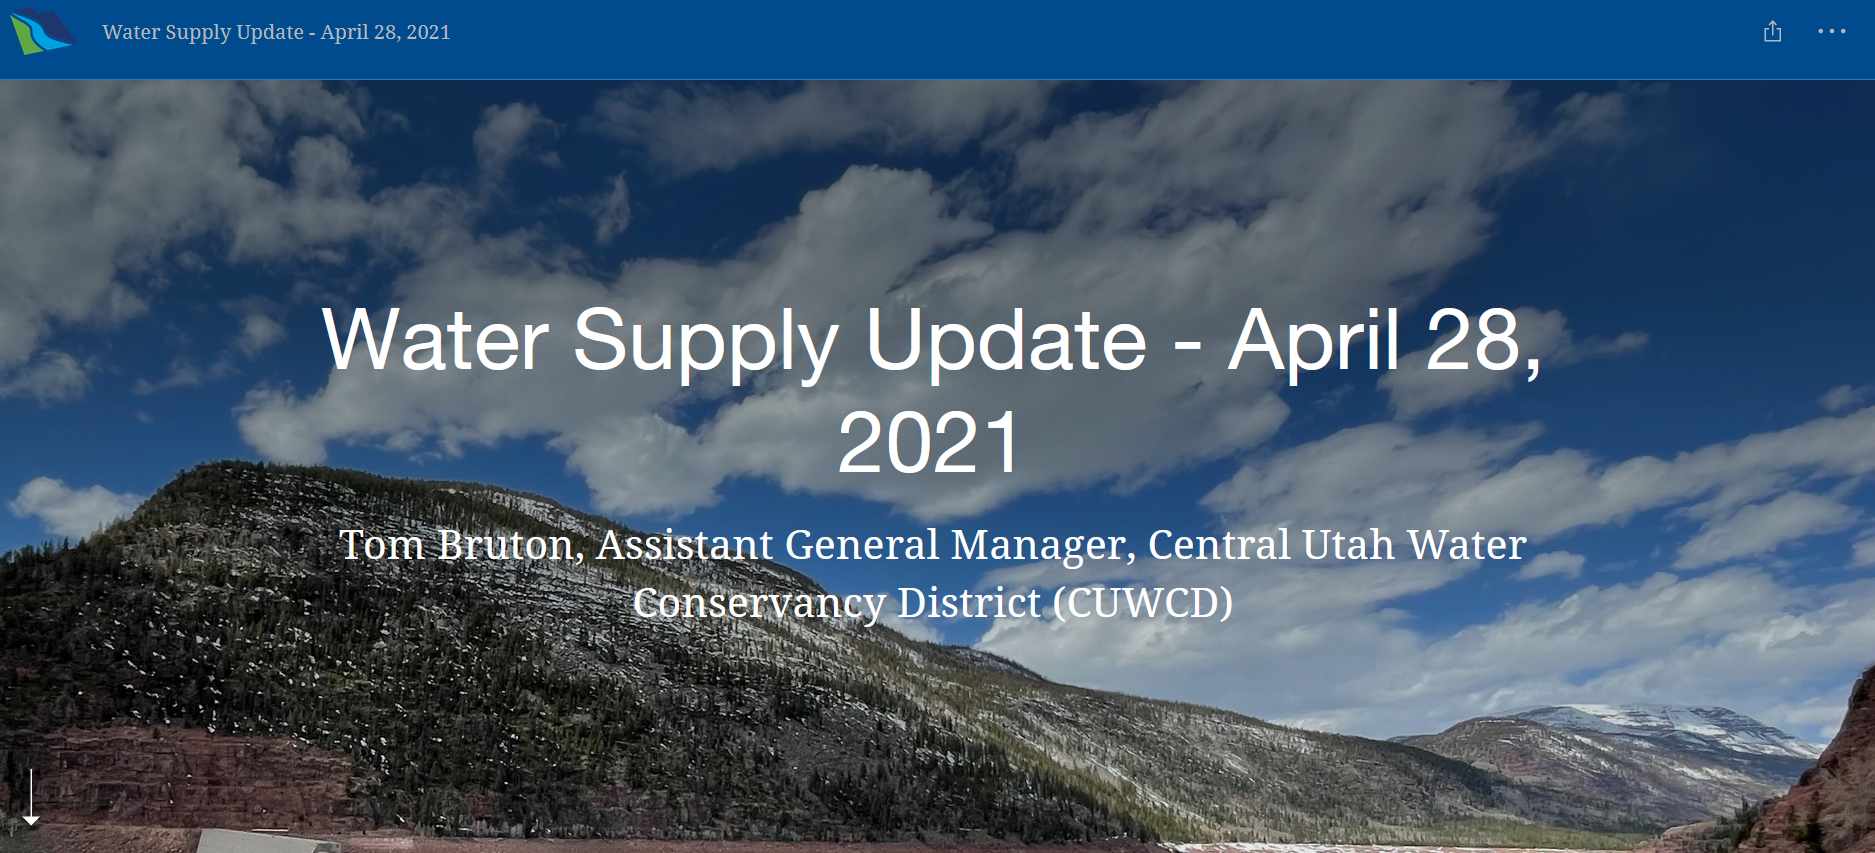 Water Supply Update - April 28, 2021
Water Supply Update - April 28,
2021
Tom Bruton, Assistant General Manager, Central Utah Water
Conservancy District (CUWCD)